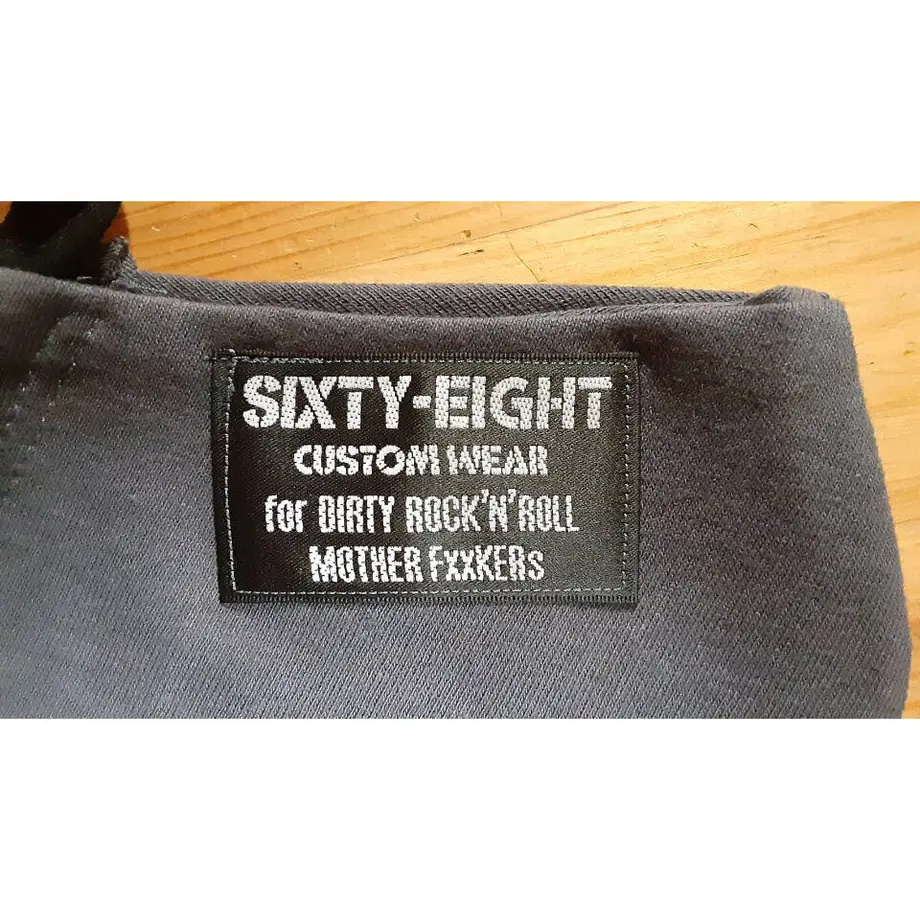 SIXTY-EIGHT
CUSTOM WEAR
for DIRTY ROCK'N'ROLL
MOTHER FxxKERs